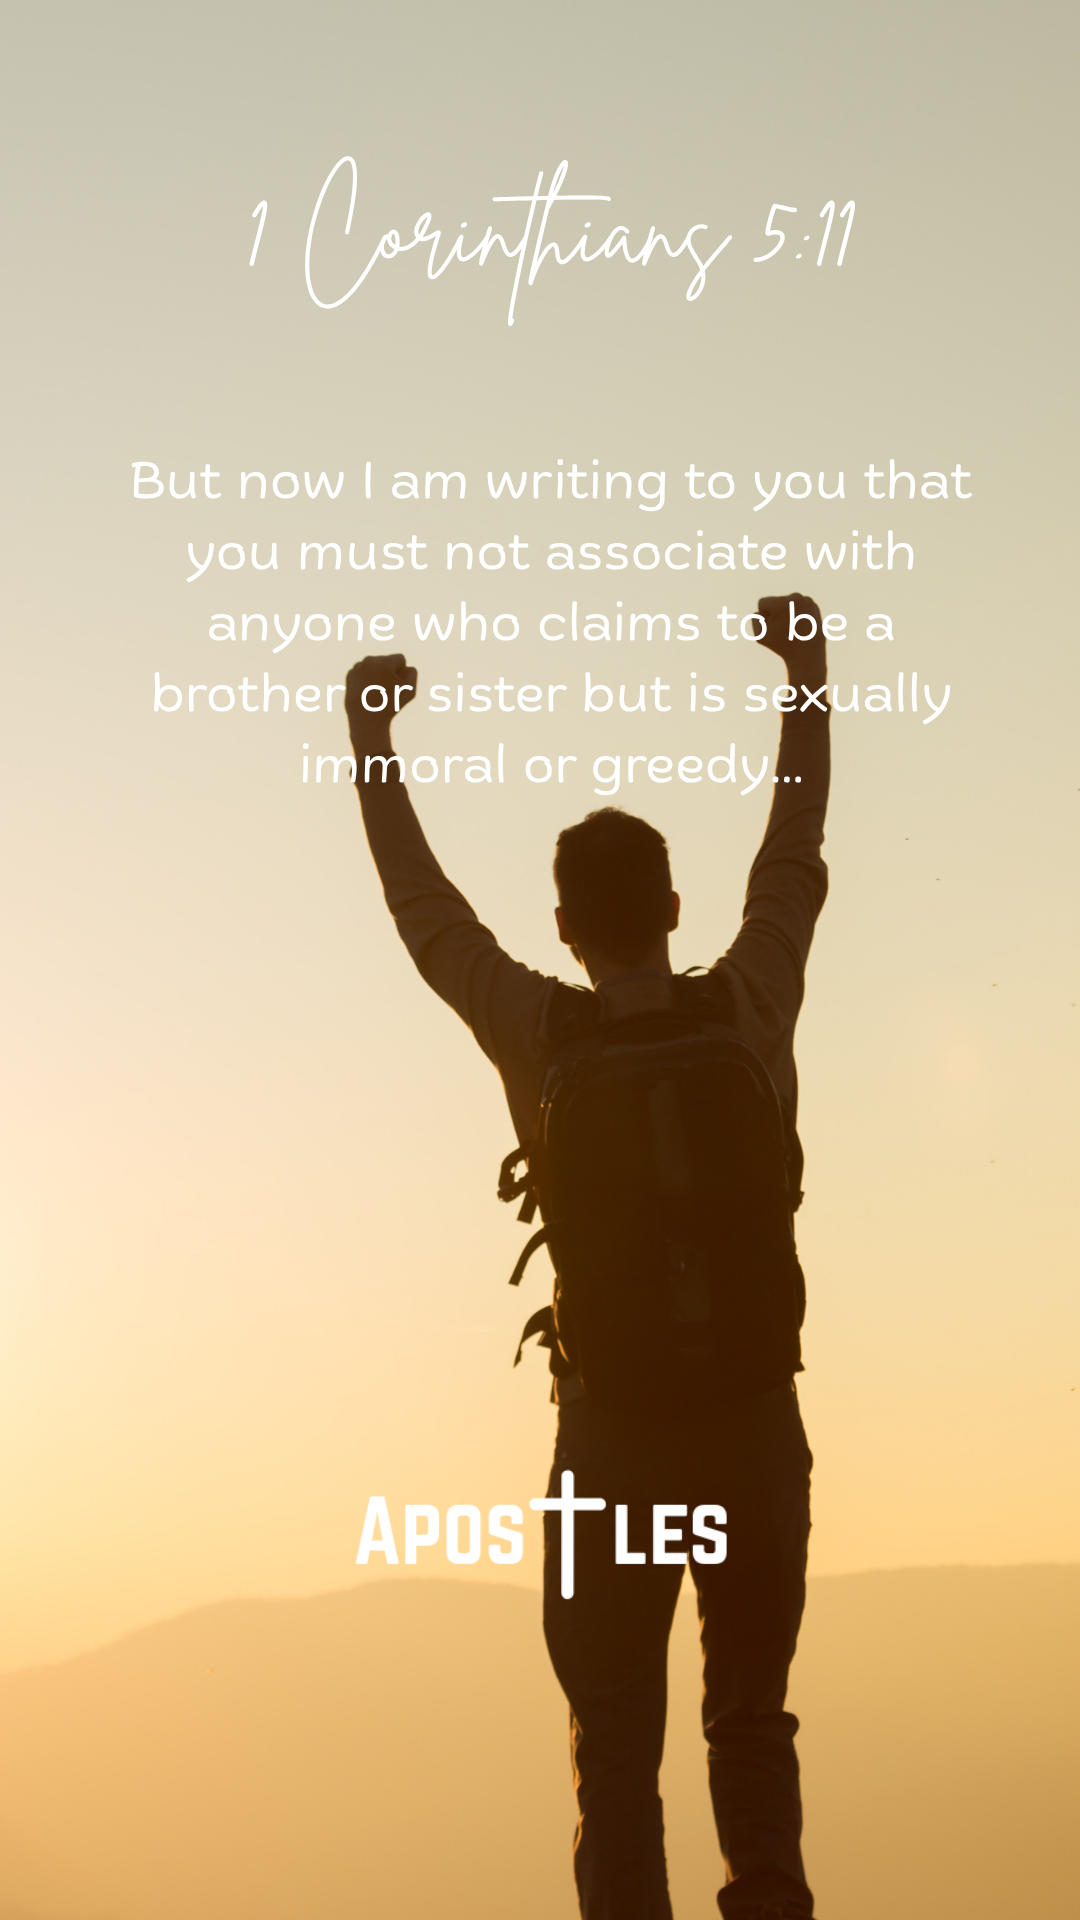 1 Corinthians 5:11
But now I am writing to you that
you must not associate with
anyone who claims to be a
brother or sister but is sexually
immoral or greedy...
APOSTLES